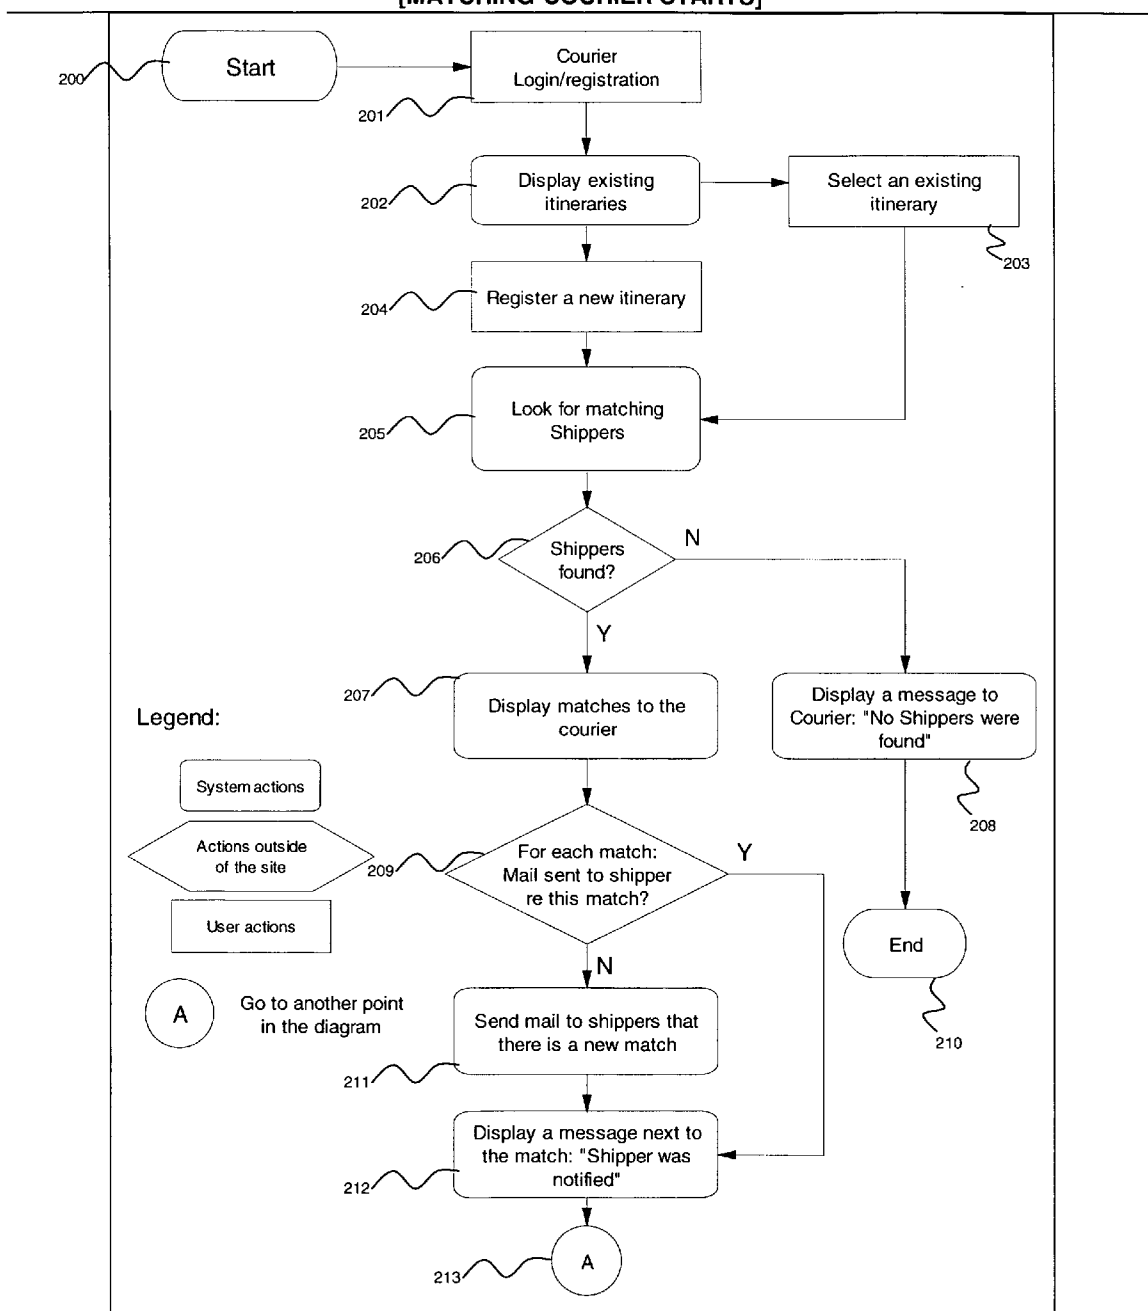 [MATCHING COURIER STARTS]
Start
200
Courier
Login/registration
201
Display existing
itineraries
202
Select an existing
itinerary
203
Register a new itinerary
204
Look for matching
Shippers
205
Shippers
found?
206
N
Y
Display matches to the
courier
207
Display a message to
Courier: "No Shippers were
found"
208
Legend:
System actions
Actions outside
of the site
User actions
A
Go to another point
in the diagram
For each match:
Mail sent to shipper
re this match?
209
Y
N
End
210
Send mail to shippers that
there is a new match
211
Display a message next to
the match: "Shipper was
notified"
212
A
213